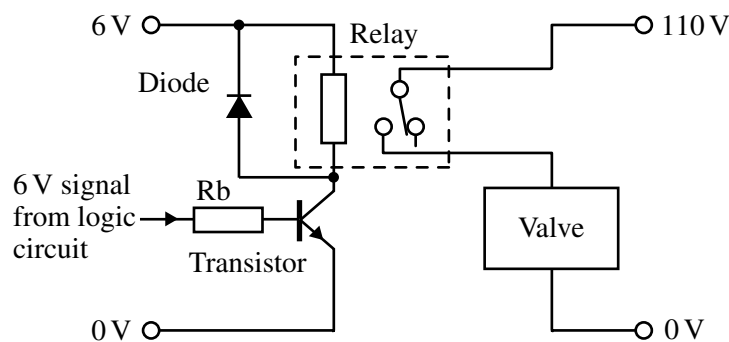 6 V
Relay
110 V
Diode
6 V signal
from logic
circuit
Rb
Transistor
Valve
0 V
0 V